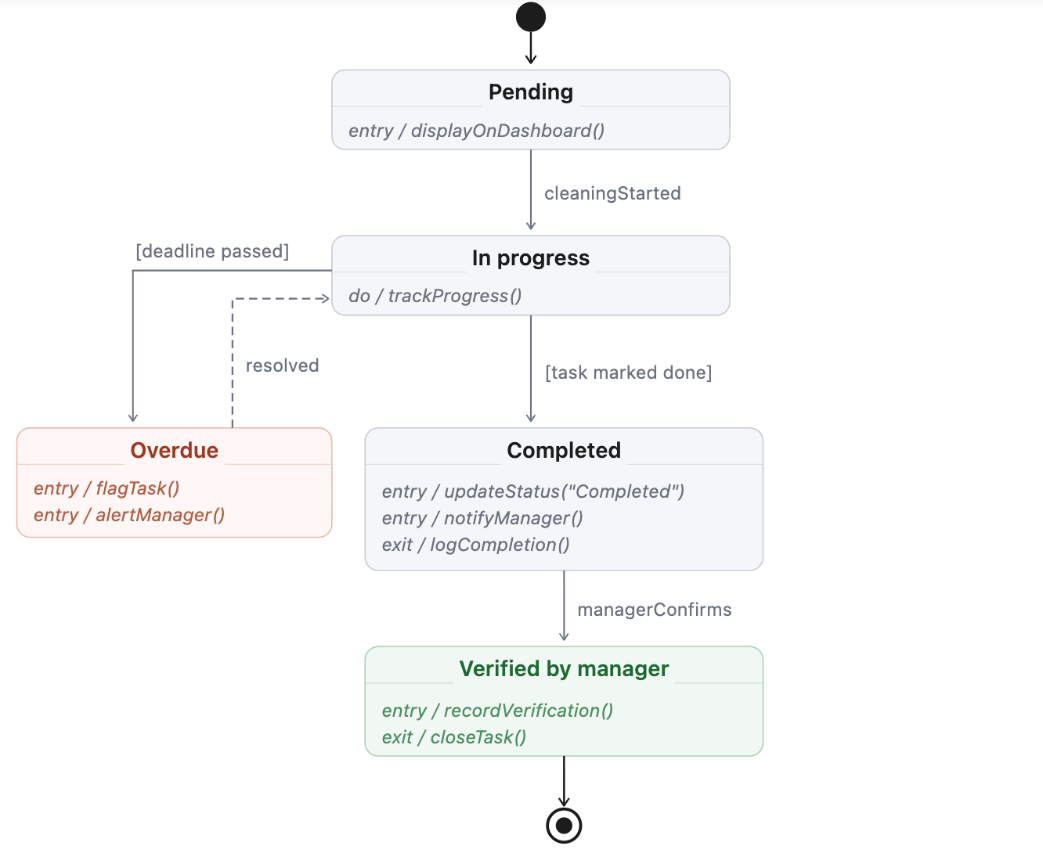 Pending
entry / displayOnDashboard()
cleaningStarted
[deadline passed]
In progress
do / trackProgress()
resolved
[task marked done]
Overdue
entry / flagTask()
entry / alertManager()
Completed
entry / updateStatus("Completed")
entry / notifyManager()
exit / logCompletion()
managerConfirms
Verified by manager
entry / recordVerification()
exit / closeTask()